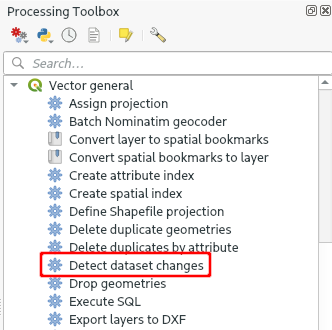 Processing Toolbox
Search...
Vector general
Assign projection
Batch Nominatim geocoder
Convert layer to spatial bookmarks
Convert spatial bookmarks to layer
Create attribute index
Create spatial index
Define Shapefile projection
Delete duplicate geometries
Delete duplicates by attribute
Detect dataset changes
Drop geometries
Execute SQL
Export layers to DXF